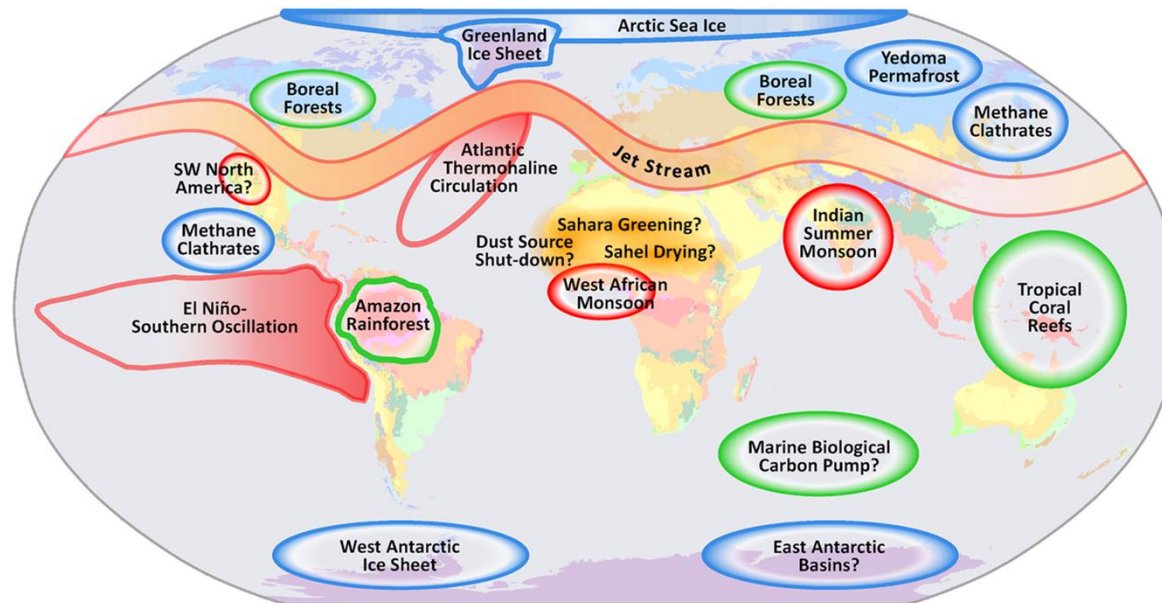 Arctic Sea Ice
Greenland
Ice Sheet
Yedoma
Permafrost
Boreal
Forests
Boreal
Forests
Methane
Clathrates
Jet Stream
Atlantic
Thermohaline
Circulation
SW North
America?
Methane
Clathrates
Sahara Greening?
Dust Source
Shut-down?
Sahel Drying?
Indian
Summer
Monsoon
West African
Monsoon
El Niño-
Southern Oscillation
Amazon
Rainforest
Tropical
Coral
Reefs
Marine Biological
Carbon Pump?
West Antarctic
Ice Sheet
East Antarctic
Basins?